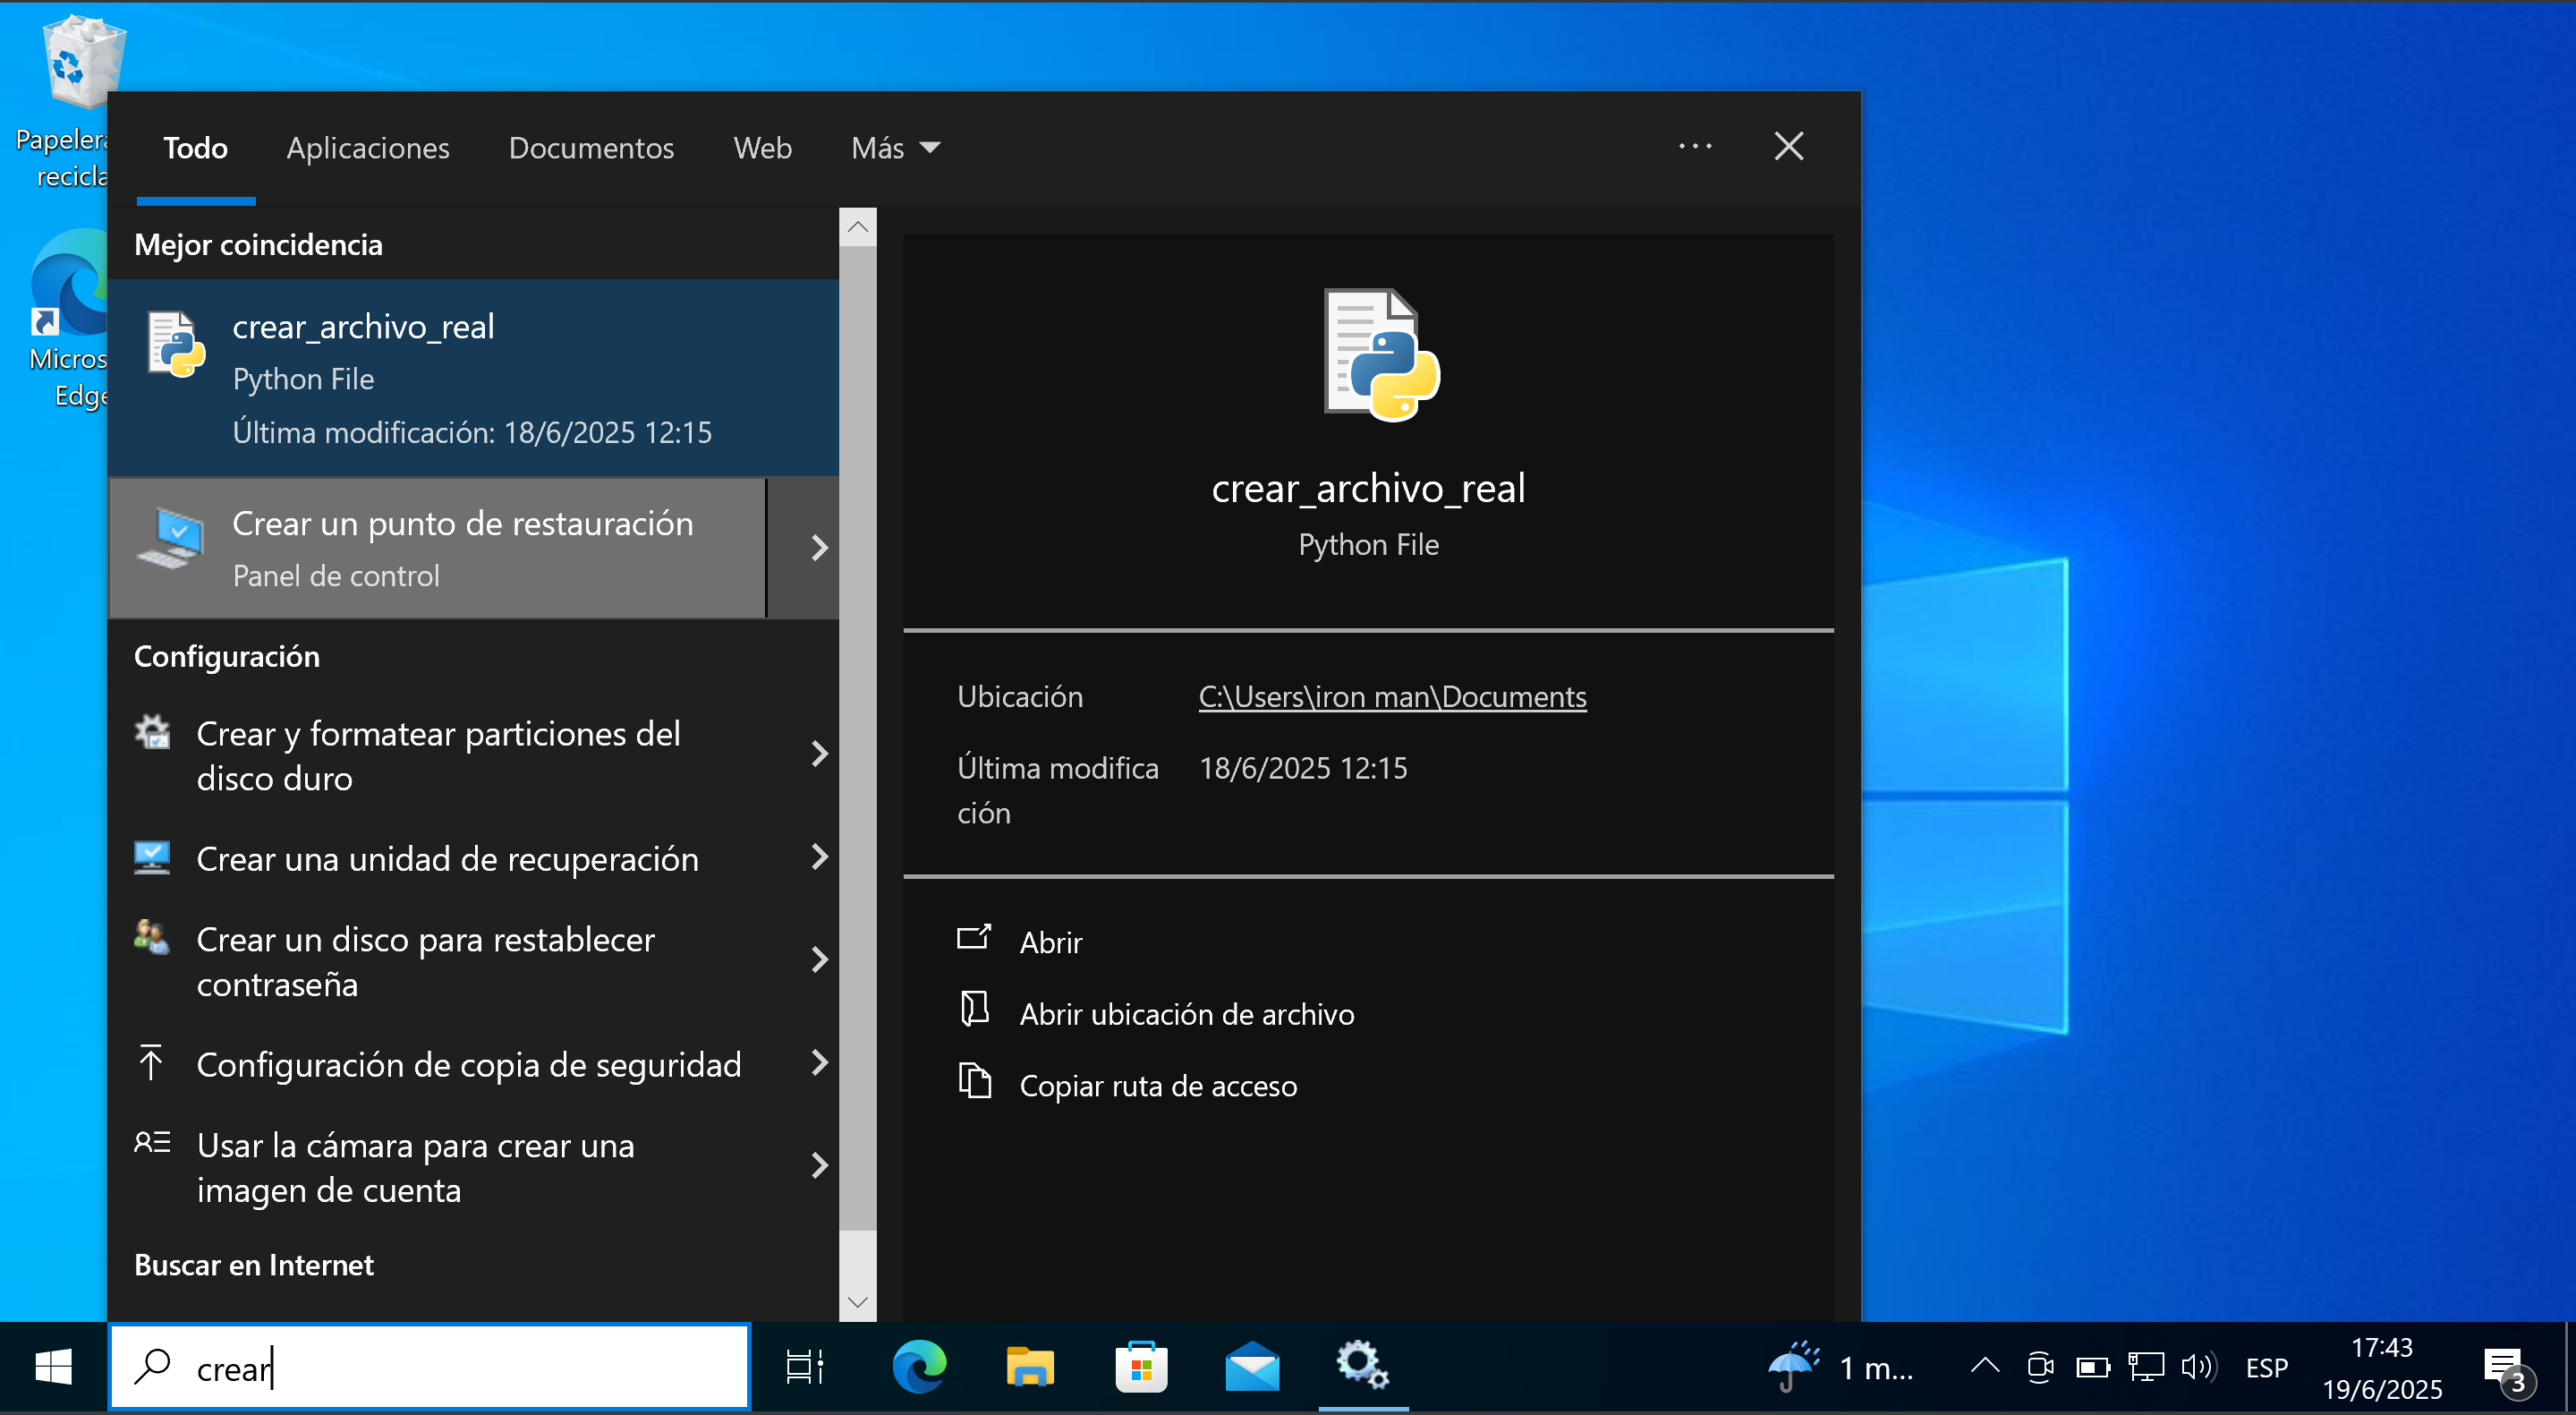 Papelera
recicla
Micros
Edge
Todo
Aplicaciones
Documentos
Web
Más
Mejor coincidencia
crear_archivo_real
Python File
Última modificación: 18/6/2025 12:15
Crear un punto de restauración
Panel de control
Configuración
Crear y formatear particiones del
disco duro
Crear una unidad de recuperación
Crear un disco para restablecer
contraseña
Configuración de copia de seguridad
Usar la cámara para crear una
imagen de cuenta
Buscar en Internet
crear_archivo_real
Python File
Ubicación C:\Users\iron man\Documents
Última modifica 18/6/2025 12:15
ción
Abrir
Abrir ubicación de archivo
Copiar ruta de acceso
crear
1 m...
ESP
17:43
19/6/2025
3